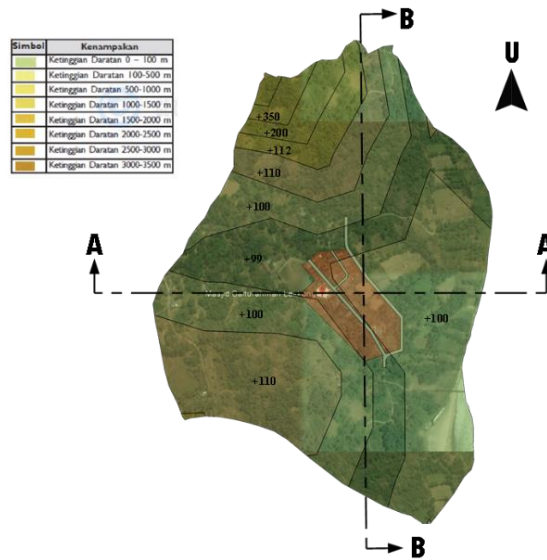 Simbol Kenampakan
Ketinggian Daratan 0 - 100 m
Ketinggian Daratan 100-500 m
Ketinggian Daratan 500-1000 m
Ketinggian Daratan 1000-1500 m
Ketinggian Daratan 1500-2000 m
Ketinggian Daratan 2000-2500 m
Ketinggian Daratan 2500-3000 m
Ketinggian Daratan 3000-3500 m
B
U
+350
+200
+112
+110
+100
A
A
+99
Masjid
+100
+100
+110
B